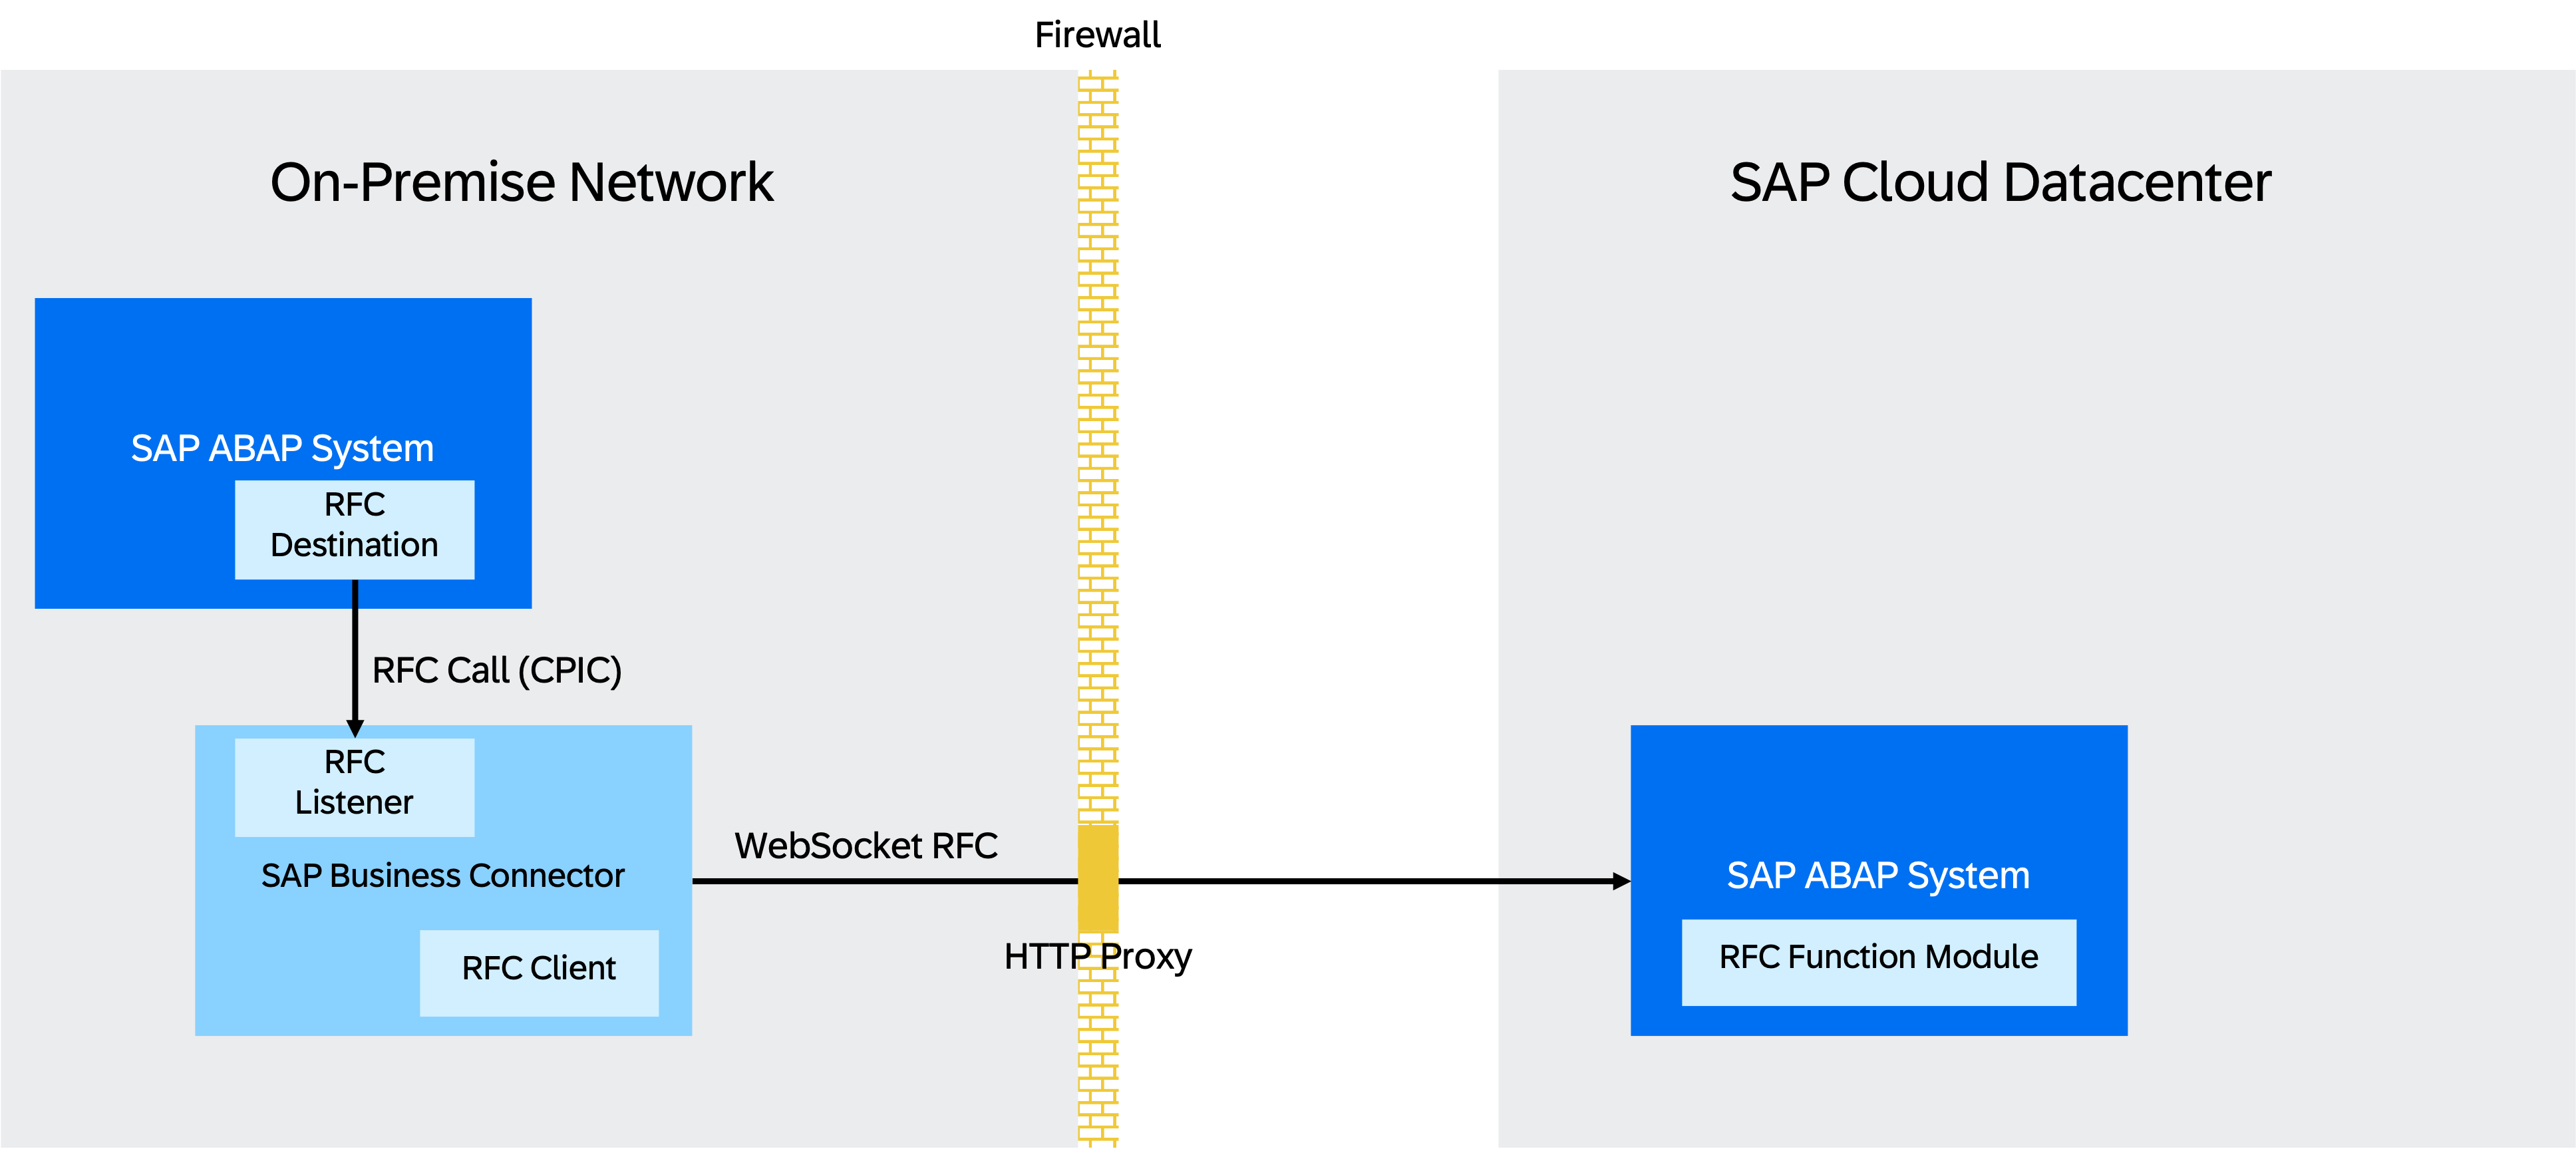 Firewall
On-Premise Network
SAP Cloud Datacenter
SAP ABAP System
RFC
Destination
RFC Call (CPIC)
RFC
Listener
SAP Business Connector
RFC Client
WebSocket RFC
HTTP Proxy
SAP ABAP System
RFC Function Module